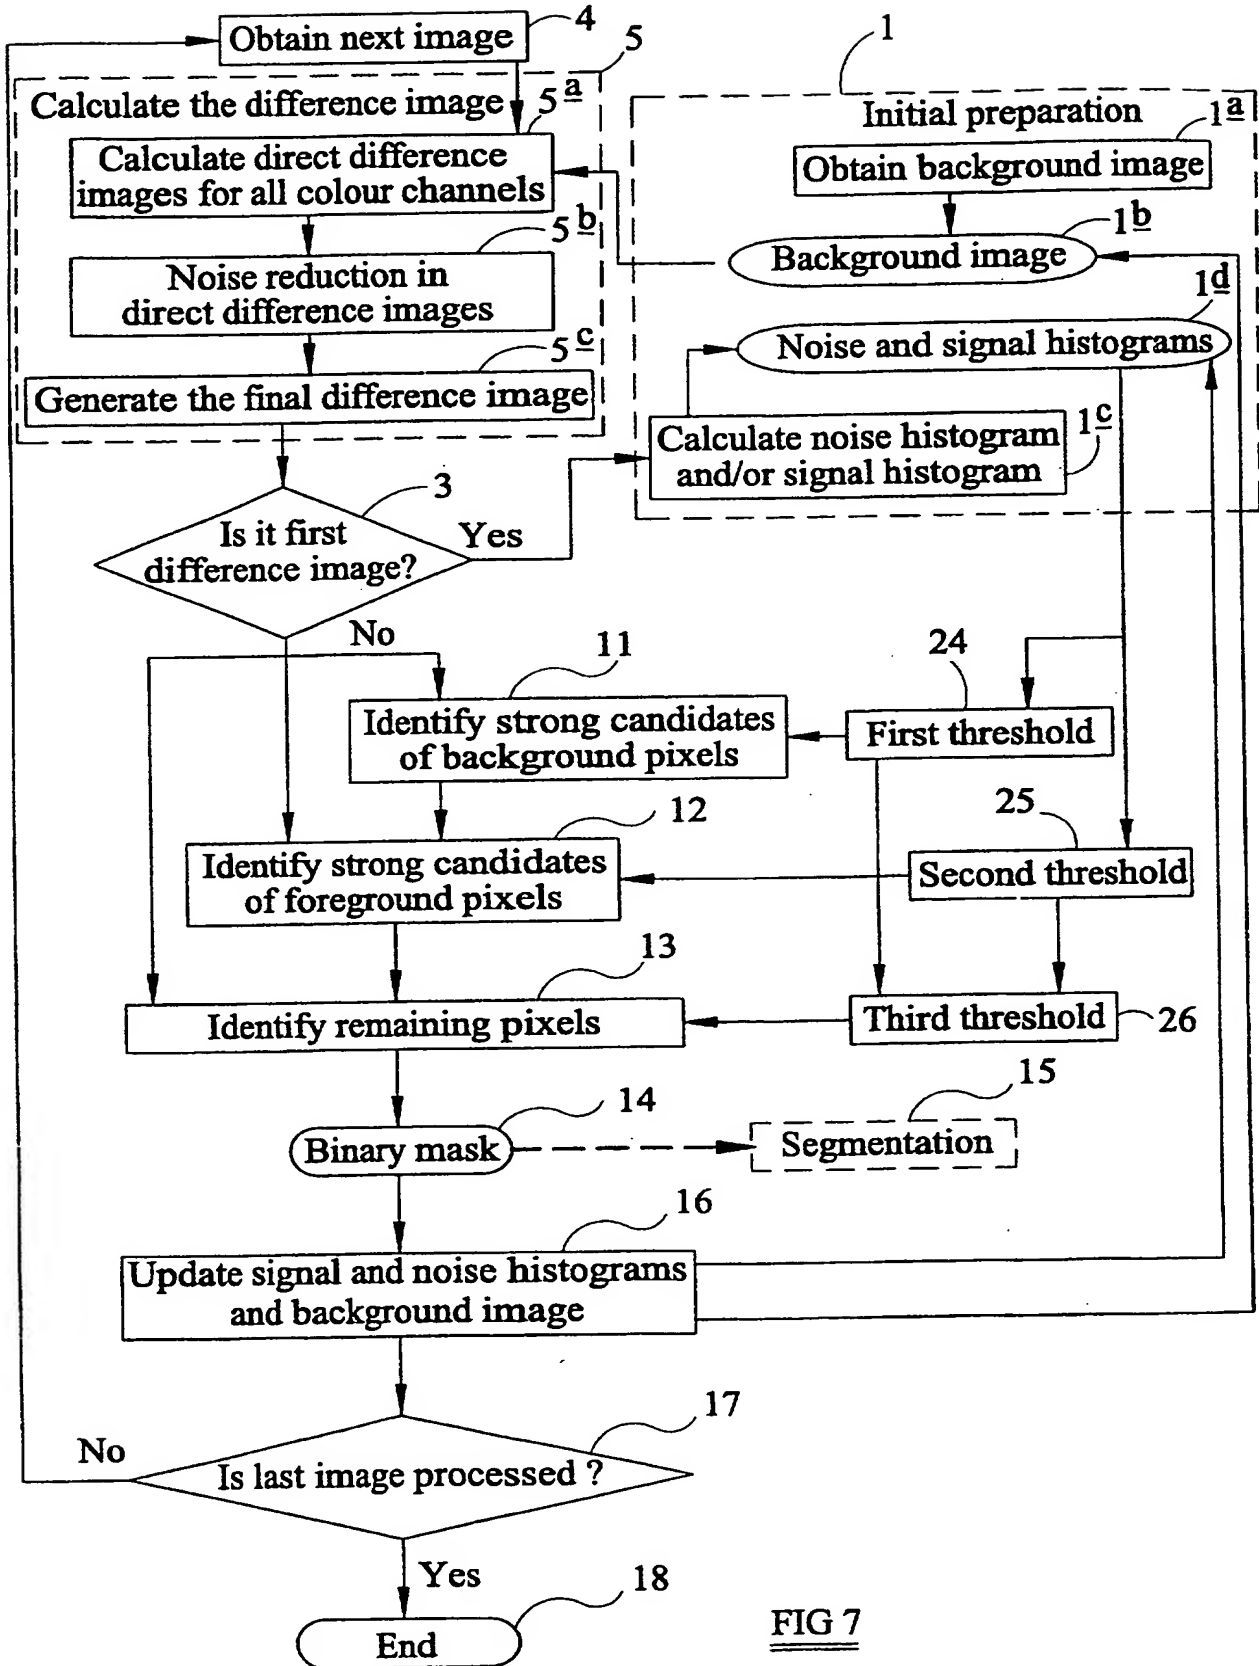 4
Obtain next image
5
1
Calculate the difference image
5a
Calculate direct difference
images for all colour channels
Initial preparation
1a
Obtain background image
5b
Noise reduction in
direct difference images
1b
Background image
1d
Noise and signal histograms
5c
Generate the final difference image
Calculate noise histogram
and/or signal histogram
1c
3
Is it first
difference image?
Yes
No
11
Identify strong candidates
of background pixels
24
First threshold
12
Identify strong candidates
of foreground pixels
25
Second threshold
13
Identify remaining pixels
Third threshold
26
14
Binary mask
15
Segmentation
16
Update signal and noise histograms
and background image
17
No
Is last image processed ?
Yes
18
End
FIG 7